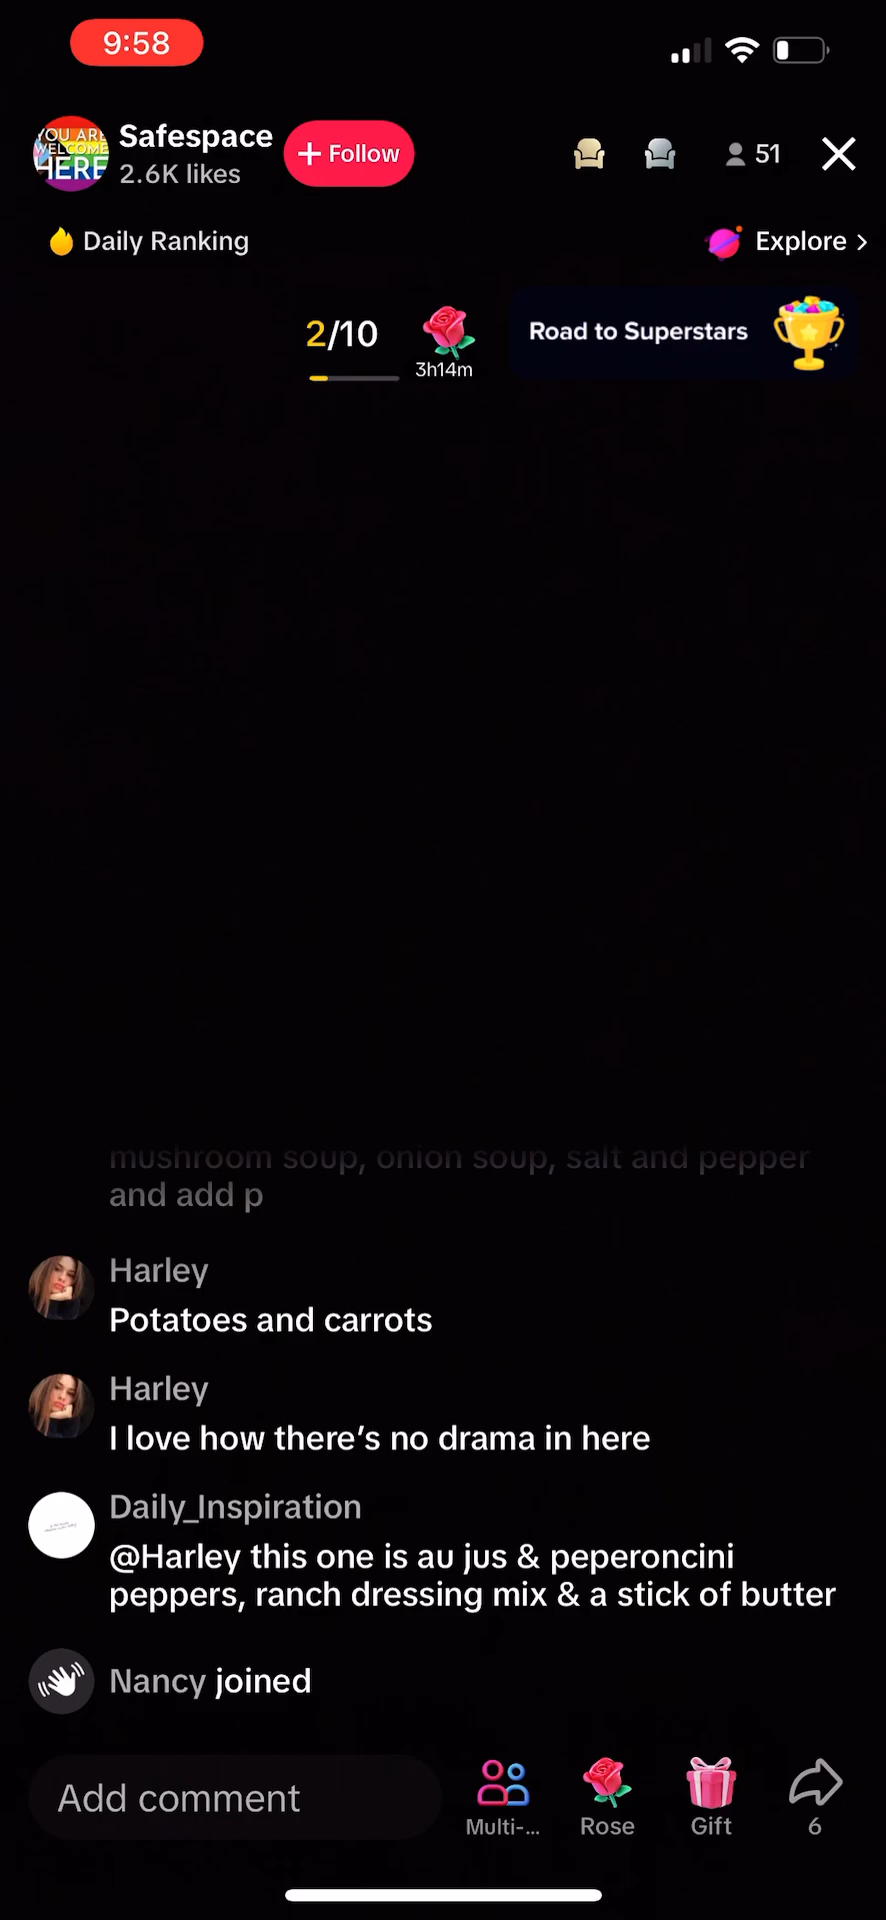 9:58
YOU ARE
WELCOME
HERE
Safespace
2.6K likes
+ Follow
51
Daily Ranking
Explore >
2/10
3h14m
Road to Superstars
mushroom soup, onion soup, salt and pepper
and add p
Harley
Potatoes and carrots
Harley
I love how there's no drama in here
Daily_Inspiration
@Harley this one is au jus & peperoncini
peppers, ranch dressing mix & a stick of butter
Nancy joined
Add comment
Multi-...
Rose
Gift
6